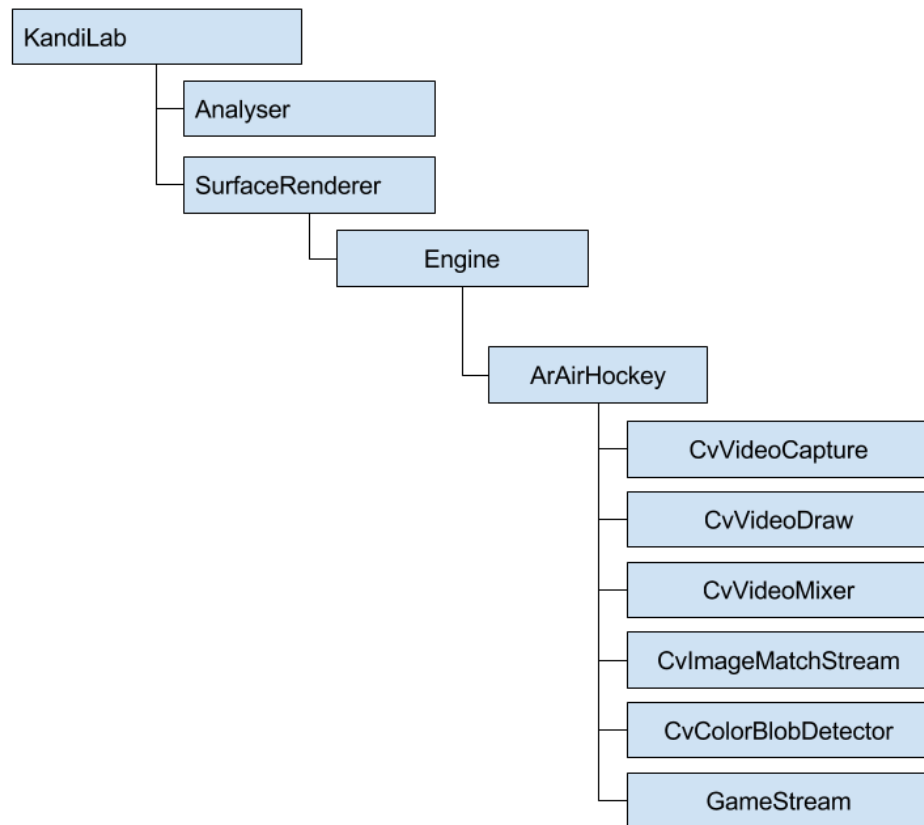 KandiLab
Analyser
SurfaceRenderer
Engine
ArAirHockey
CvVideoCapture
CvVideoDraw
CvVideoMixer
CvImageMatchStream
CvColorBlobDetector
GameStream